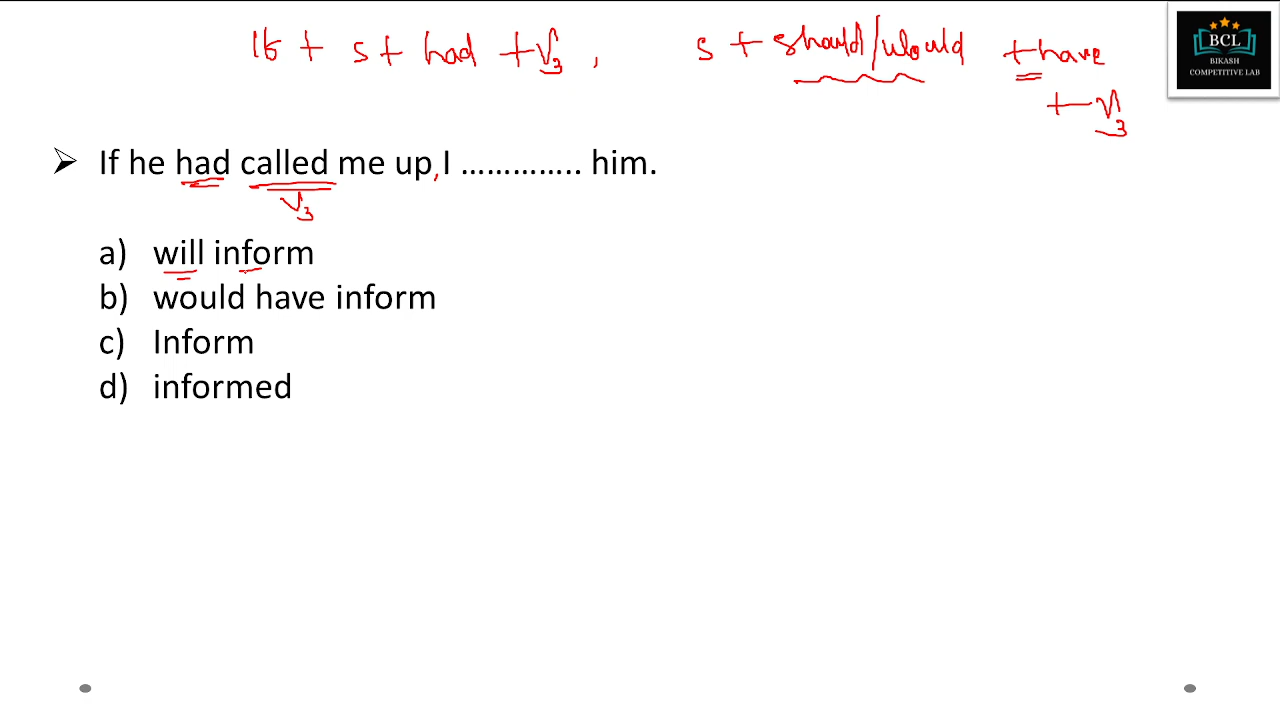 If + s + had + V3 , s + should/would + have
+ V3
BCL
BIKASH
COMPETITIVE LAB
➢ If he had called me up, I .............. him.
V3
a) will inform
b) would have inform
c) Inform
d) informed